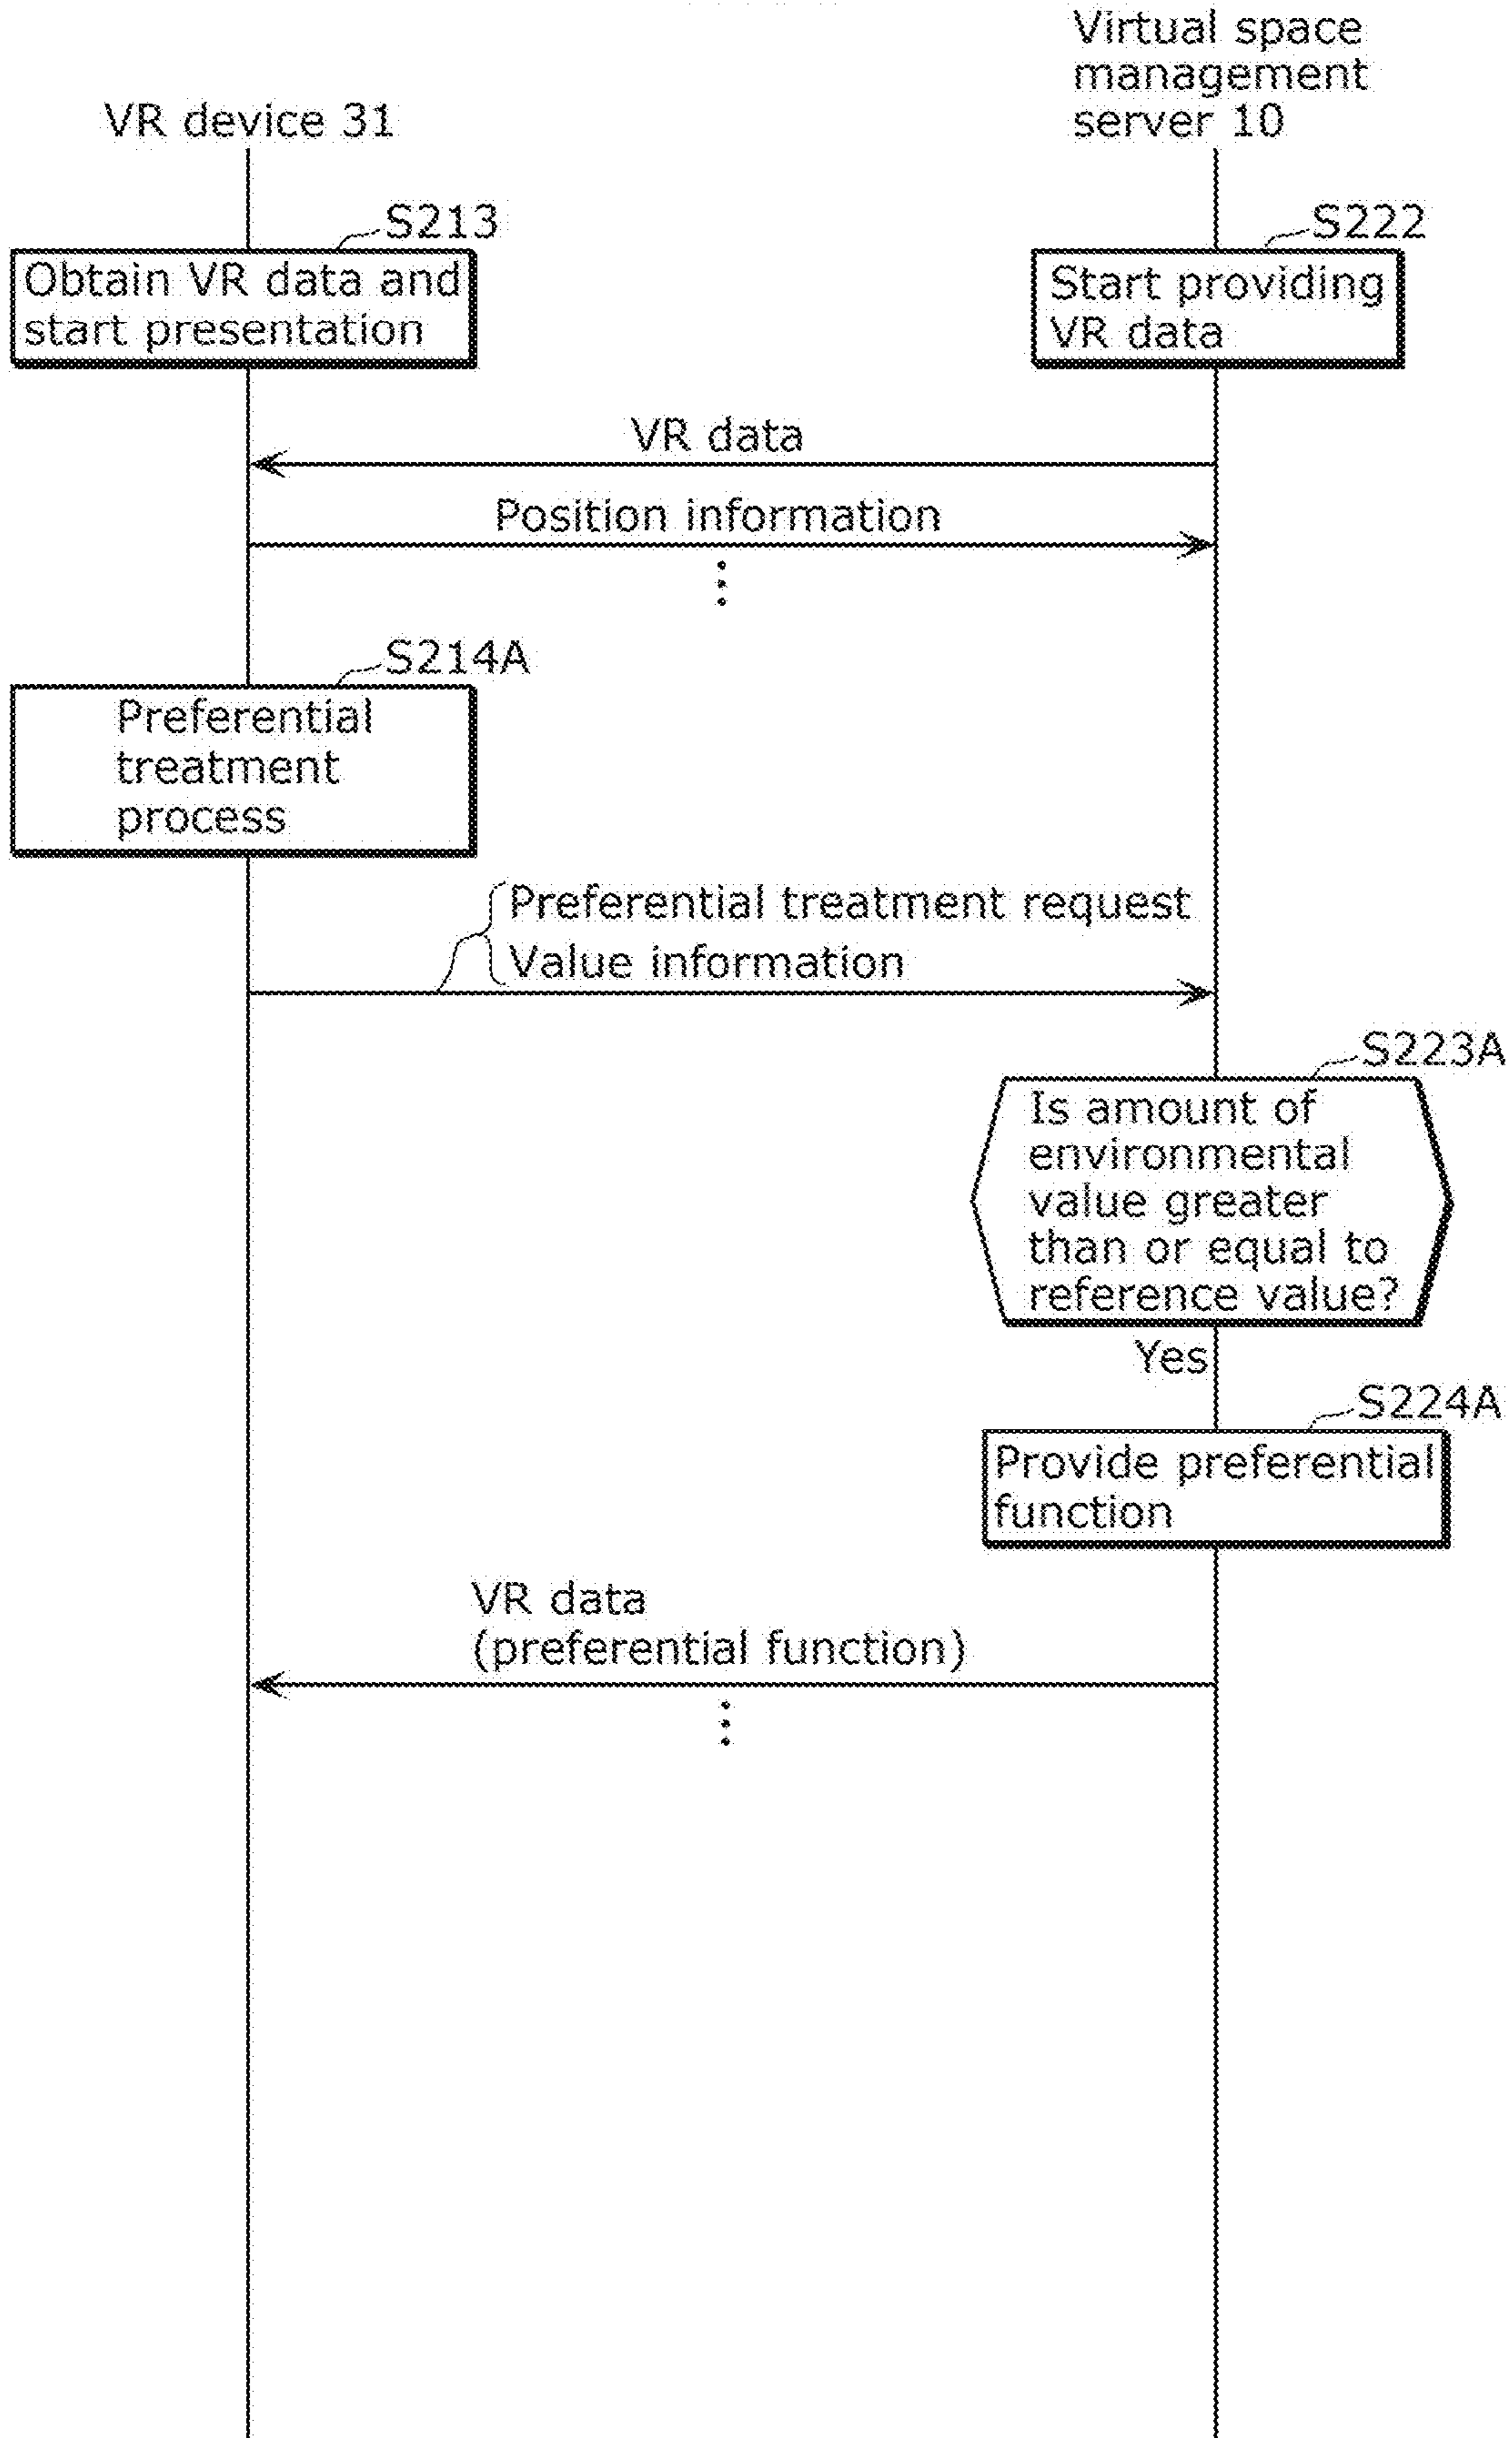 Virtual space
management
server 10
VR device 31
S213
Obtain VR data and
start presentation
S222
Start providing
VR data
VR data
Position information
S214A
Preferential
treatment
process
Preferential treatment request
Value information
S223A
Is amount of
environmental
value greater
than or equal to
reference value?
Yes
S224A
Provide preferential
function
VR data
(preferential function)